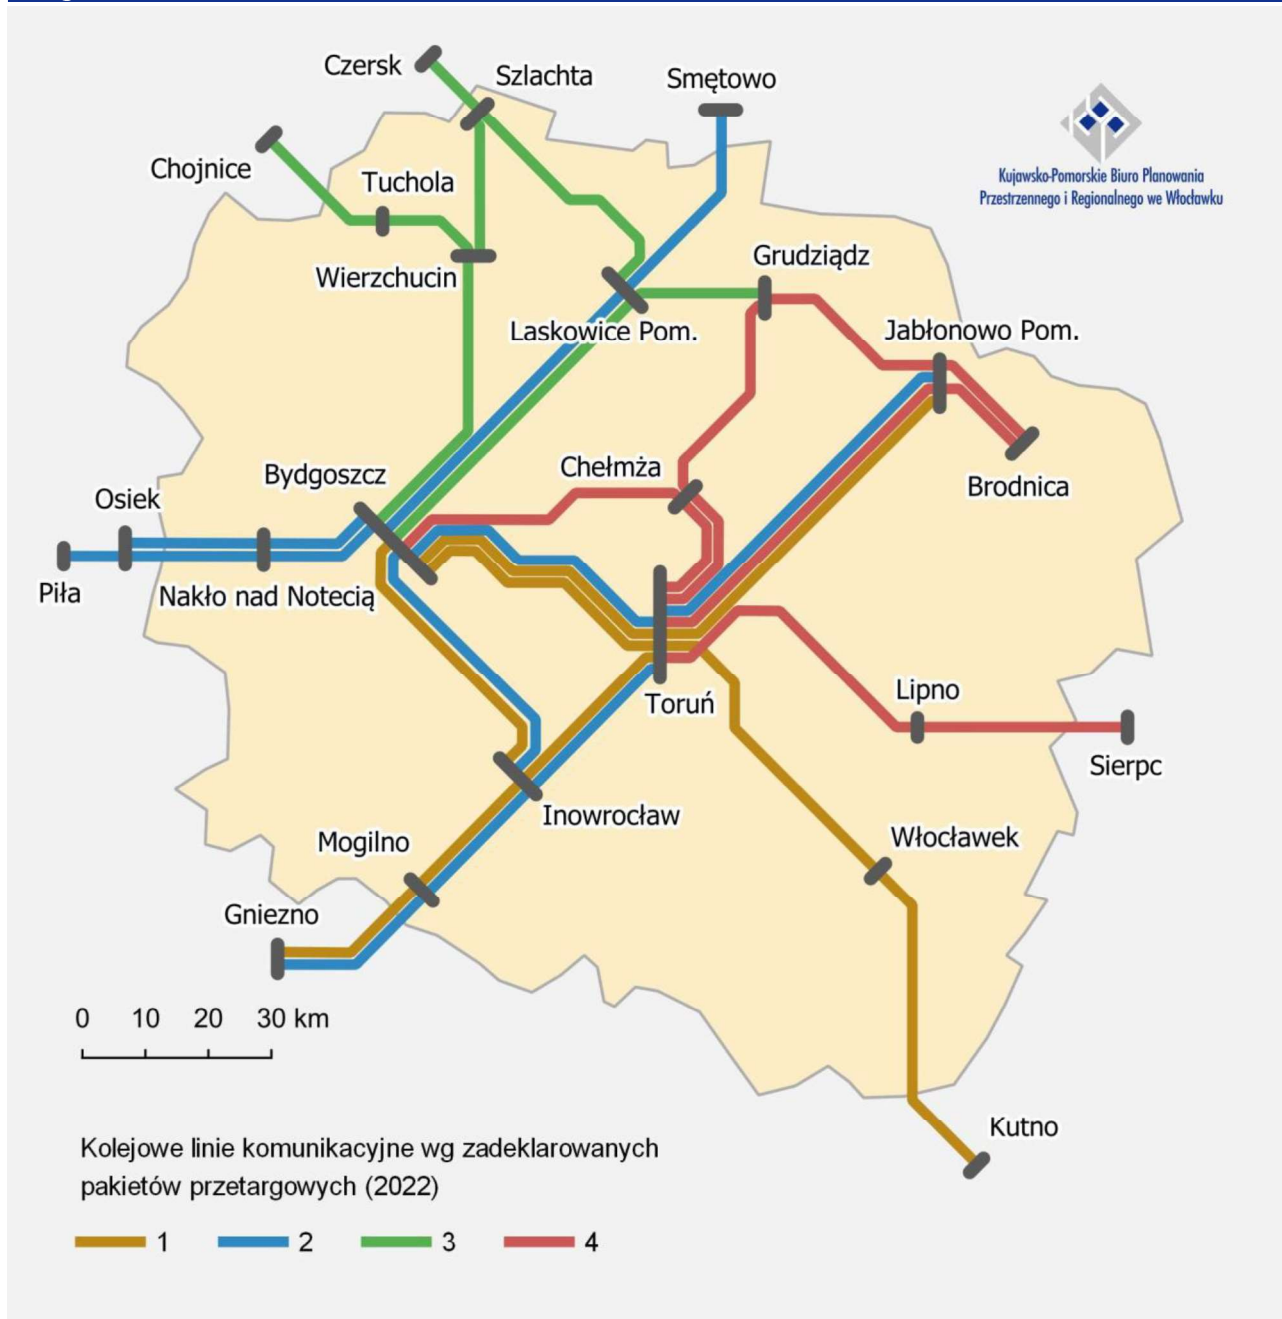 Czersk
Szlachta
Smętowo
Chojnice
Tuchola
Kujawsko-Pomorskie Biuro Planowania
Przestrzennego i Regionalnego we Włocławku
Wierzchucin
Grudziądz
Laskowice Pom.
Jabłonowo Pom.
Bydgoszcz
Chełmża
Brodnica
Osiek
Piła
Nakło nad Notecią
Toruń
Lipno
Sierpc
Inowrocław
Mogilno
Włocławek
Gniezno
0 10 20 30 km
Kutno
Kolejowe linie komunikacyjne wg zadeklarowanych
pakietów przetargowych (2022)
1 2 3 4